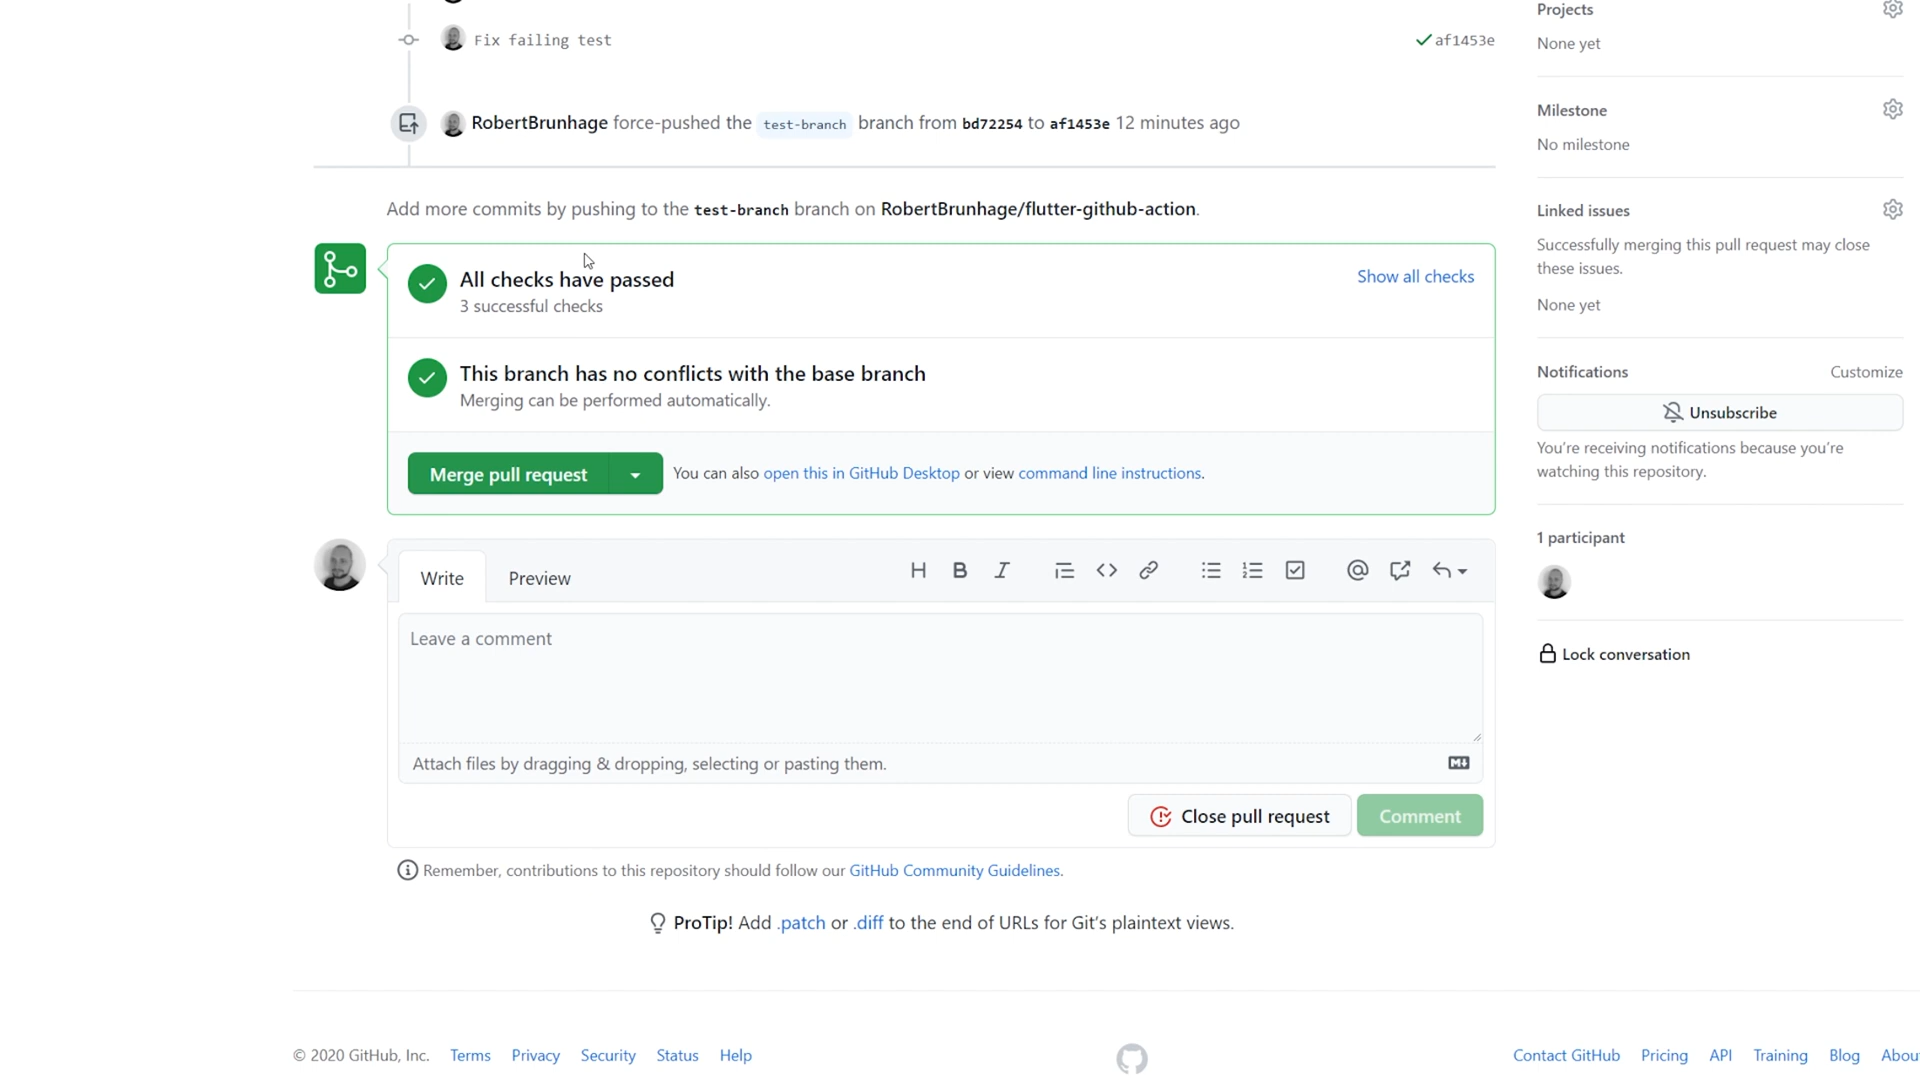 Fix failing test
af1453e
RobertBrunhage force-pushed the test-branch branch from bd72254 to af1453e 12 minutes ago
Add more commits by pushing to the test-branch branch on RobertBrunhage/flutter-github-action.
All checks have passed
3 successful checks
Show all checks
This branch has no conflicts with the base branch
Merging can be performed automatically.
Merge pull request
You can also open this in GitHub Desktop or view command line instructions.
Write
Preview
H B I
@
Leave a comment
Attach files by dragging & dropping, selecting or pasting them.
M↓
Close pull request
Comment
Remember, contributions to this repository should follow our GitHub Community Guidelines.
ProTip! Add .patch or .diff to the end of URLs for Git's plaintext views.
Projects
None yet
Milestone
No milestone
Linked issues
Successfully merging this pull request may close
these issues.
None yet
Notifications
Customize
Unsubscribe
You're receiving notifications because you're
watching this repository.
1 participant
Lock conversation
© 2020 GitHub, Inc. Terms Privacy Security Status Help
Contact GitHub Pricing API Training Blog Abou